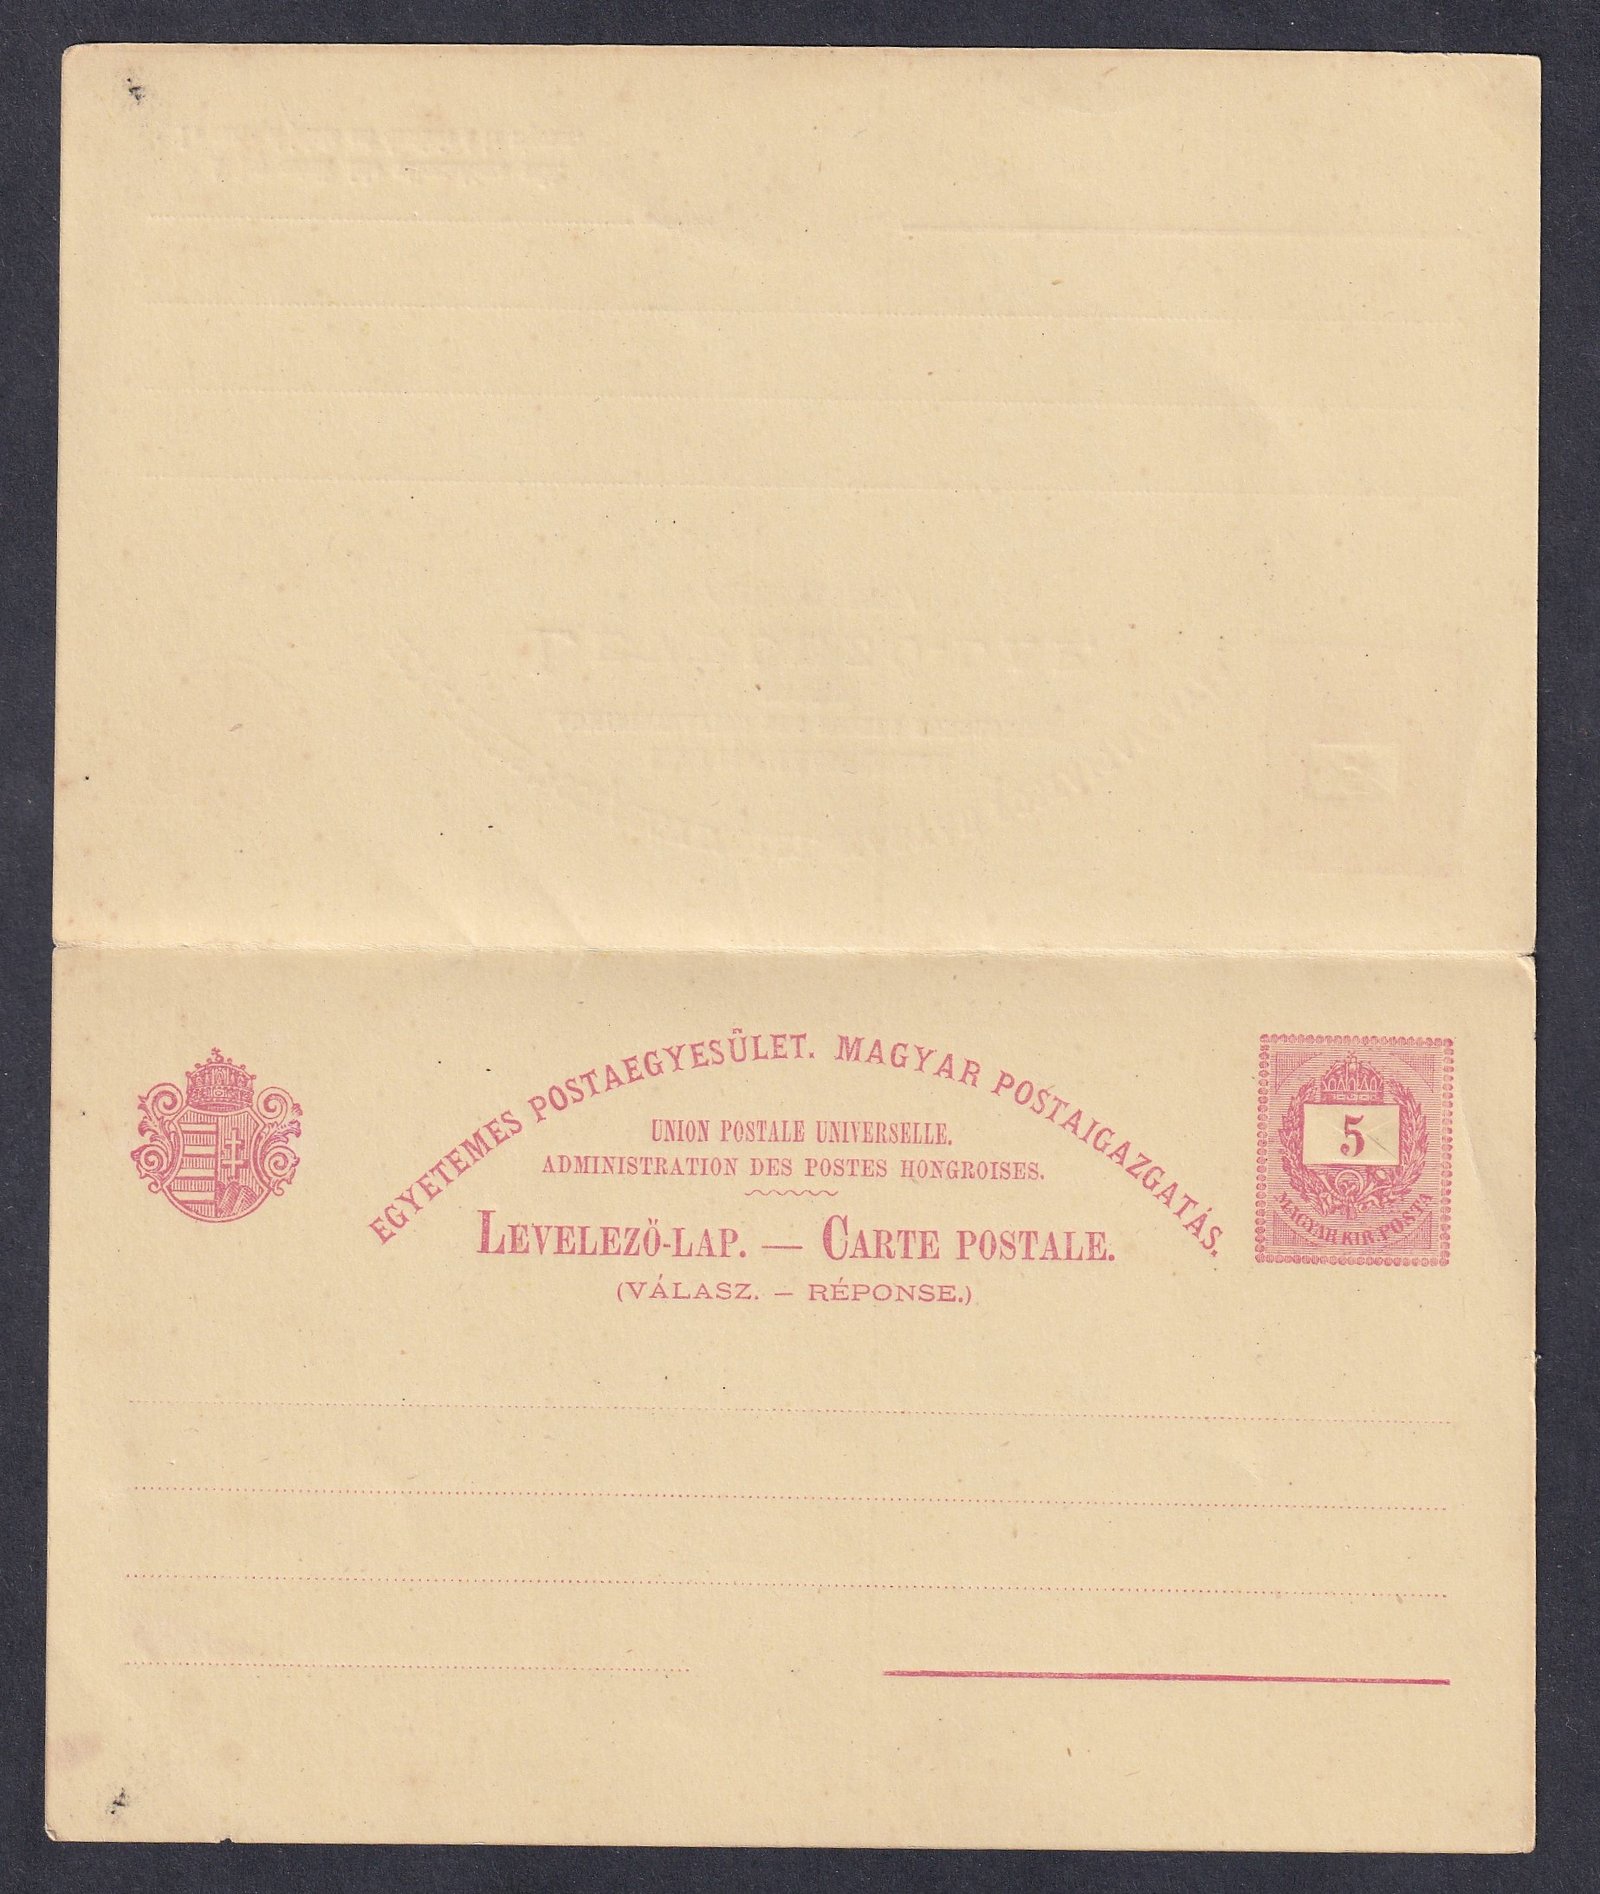 EGYETEMES POSTAEGYESÜLET. MAGYAR POSTAIGAZGATÁS.
UNION POSTALE UNIVERSELLE.
ADMINISTRATION DES POSTES HONGROISES.
LEVELEZŐ-LAP. — CARTE POSTALE.
(VÁLASZ. — RÉPONSE.)
5
MAGYAR KIR. POSTA